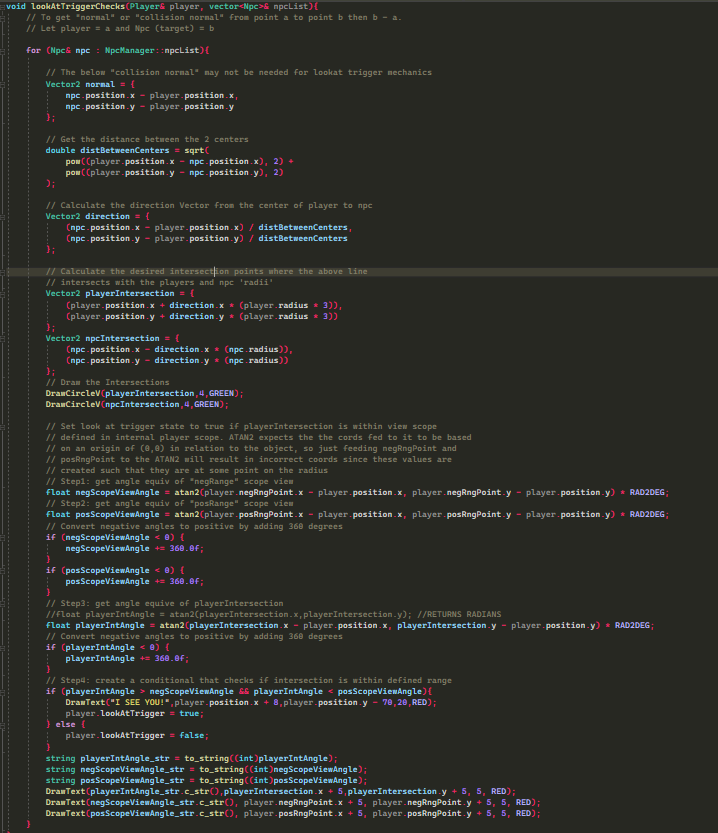 void lookAtTriggerChecks(Player& player, vector<Npc>& npcList){
// To get "normal" or "collision normal" from point a to point b then b - a.
// Let player = a and Npc (target) = b
for (Npc& npc : NpcManager::npcList){
// The below "collision normal" may not be needed for lookat trigger mechanics
Vector2 normal = {
npc.position.x - player.position.x,
npc.position.y - player.position.y
};
// Get the distance between the 2 centers
double distBetweenCenters = sqrt(
pow((player.position.x - npc.position.x), 2) +
pow((player.position.y - npc.position.y), 2)
);
// Calculate the direction Vector from the center of player to npc
Vector2 direction = {
(npc.position.x - player.position.x) / distBetweenCenters,
(npc.position.y - player.position.y) / distBetweenCenters
};
// Calculate the desired intersection points where the above line
// intersects with the players and npc 'radii'
Vector2 playerIntersection = {
(player.position.x + direction.x * (player.radius * 3)),
(player.position.y + direction.y * (player.radius * 3))
};
Vector2 npcIntersection = {
(npc.position.x - direction.x * (npc.radius)),
(npc.position.y - direction.y * (npc.radius))
};
// Draw the Intersections
DrawCircleV(playerIntersection,4,GREEN);
DrawCircleV(npcIntersection,4,GREEN);
// Set look at trigger state to true if playerIntersection is within view scope
// defined in internal player scope. ATAN2 expects the the cords fed to it to be based
// on an origin of (0,0) in relation to the object, so just feeding negRngPoint and
// posRngPoint to the ATAN2 will result in incorrect coords since these values are
// created such that they are at some point on the radius
// Step1: get angle equiv of "negRange" scope view
float negScopeViewAngle = atan2(player.negRngPoint.x - player.position.x, player.negRngPoint.y - player.position.y) * RAD2DEG;
// Step2: get angle equiv of "posRange" scope view
float posScopeViewAngle = atan2(player.posRngPoint.x - player.position.x, player.posRngPoint.y - player.position.y) * RAD2DEG;
// Convert negative angles to positive by adding 360 degrees
if (negScopeViewAngle < 0) {
negScopeViewAngle += 360.0f;
}
if (posScopeViewAngle < 0) {
posScopeViewAngle += 360.0f;
}
// Step3: get angle equive of playerIntersection
//float playerIntAngle = atan2(playerIntersection.x,playerIntersection.y); //RETURNS RADIANS
float playerIntAngle = atan2(playerIntersection.x - player.position.x, playerIntersection.y - player.position.y) * RAD2DEG;
// Convert negative angles to positive by adding 360 degrees
if (playerIntAngle < 0) {
playerIntAngle += 360.0f;
}
// Step4: create a conditional that checks if intersection is within defined range
if (playerIntAngle > negScopeViewAngle && playerIntAngle < posScopeViewAngle){
DrawText("I SEE YOU!",player.position.x + 8,player.position.y - 70,20,RED);
player.lookAtTrigger = true;
} else {
player.lookAtTrigger = false;
}
string playerIntAngle_str = to_string((int)playerIntAngle);
string negScopeViewAngle_str = to_string((int)negScopeViewAngle);
string posScopeViewAngle_str = to_string((int)posScopeViewAngle);
DrawText(playerIntAngle_str.c_str(),playerIntersection.x + 5,playerIntersection.y + 5, 5, RED);
DrawText(negScopeViewAngle_str.c_str(), player.negRngPoint.x + 5, player.negRngPoint.y + 5, 5, RED);
DrawText(posScopeViewAngle_str.c_str(), player.posRngPoint.x + 5, player.posRngPoint.y + 5, 5, RED);
}